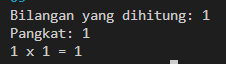 Bilangan yang dihitung: 1
Pangkat: 1
1 x 1 = 1